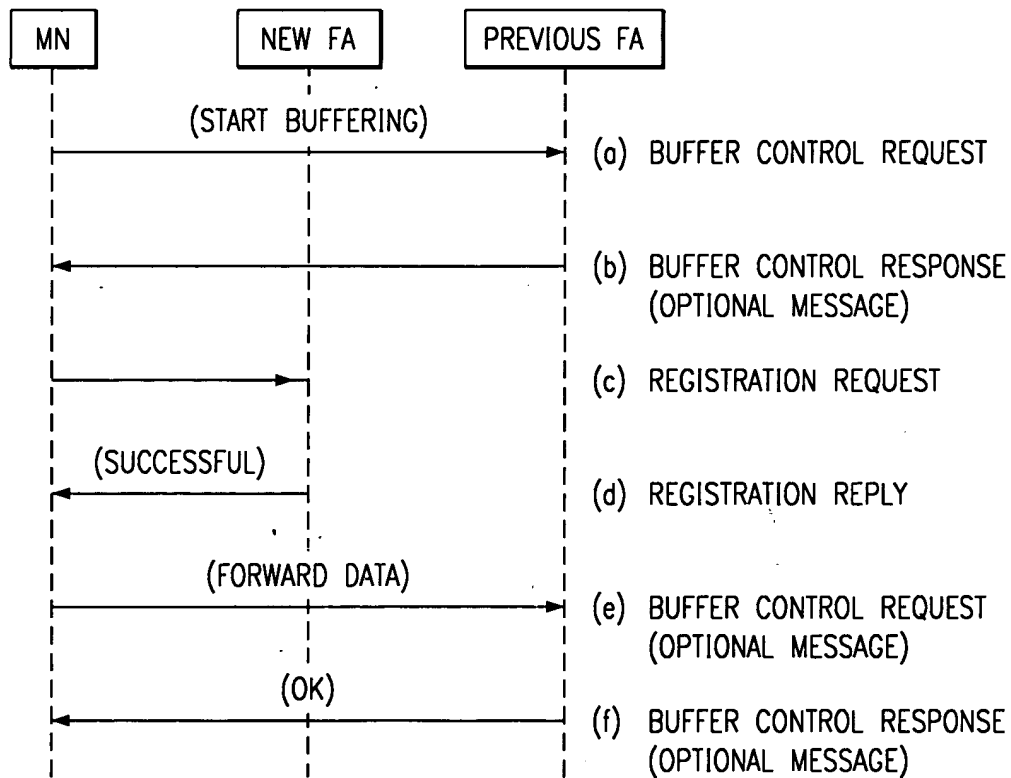 MN
NEW FA
PREVIOUS FA
(START BUFFERING)
(a) BUFFER CONTROL REQUEST
(b) BUFFER CONTROL RESPONSE
(OPTIONAL MESSAGE)
(c) REGISTRATION REQUEST
(SUCCESSFUL)
(d) REGISTRATION REPLY
(FORWARD DATA)
(e) BUFFER CONTROL REQUEST
(OPTIONAL MESSAGE)
(OK)
(f) BUFFER CONTROL RESPONSE
(OPTIONAL MESSAGE)